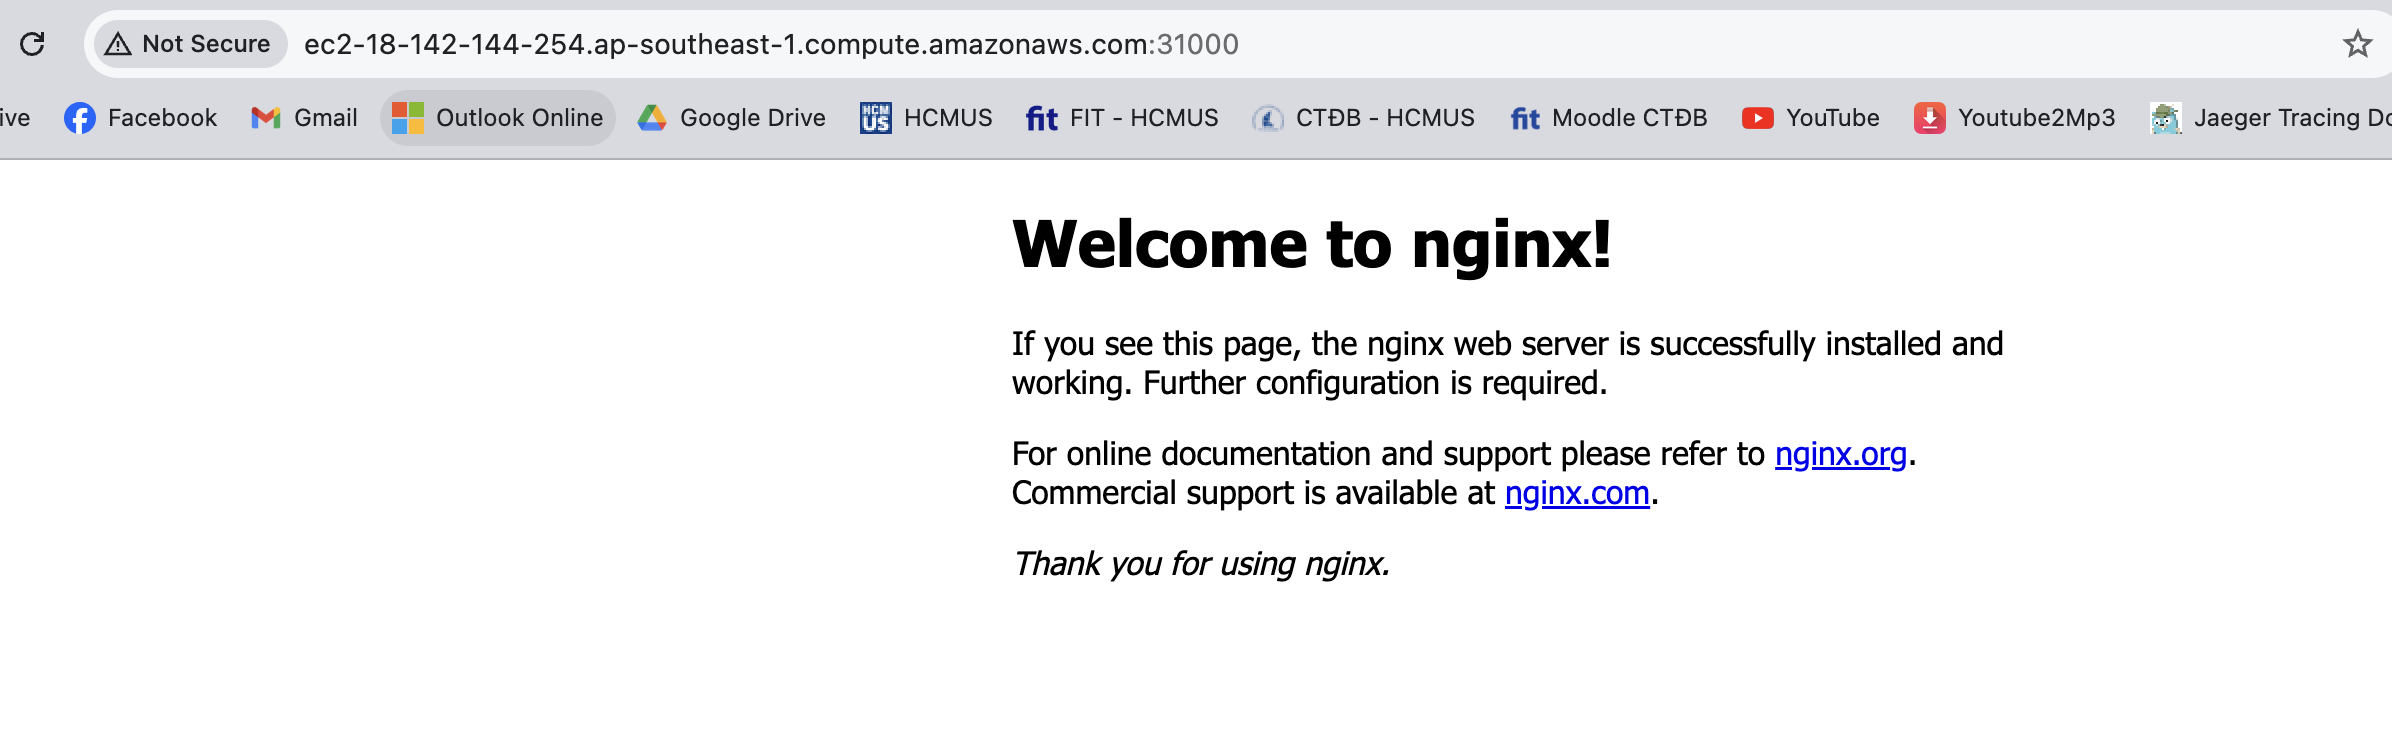 Not Secure ec2-18-142-144-254.ap-southeast-1.compute.amazonaws.com:31000
ive Facebook Gmail Outlook Online Google Drive HCM US HCMUS fit FIT - HCMUS CTĐB - HCMUS fit Moodle CTĐB YouTube Youtube2Mp3 Jaeger Tracing Do
Welcome to nginx!
If you see this page, the nginx web server is successfully installed and
working. Further configuration is required.
For online documentation and support please refer to nginx.org.
Commercial support is available at nginx.com.
Thank you for using nginx.